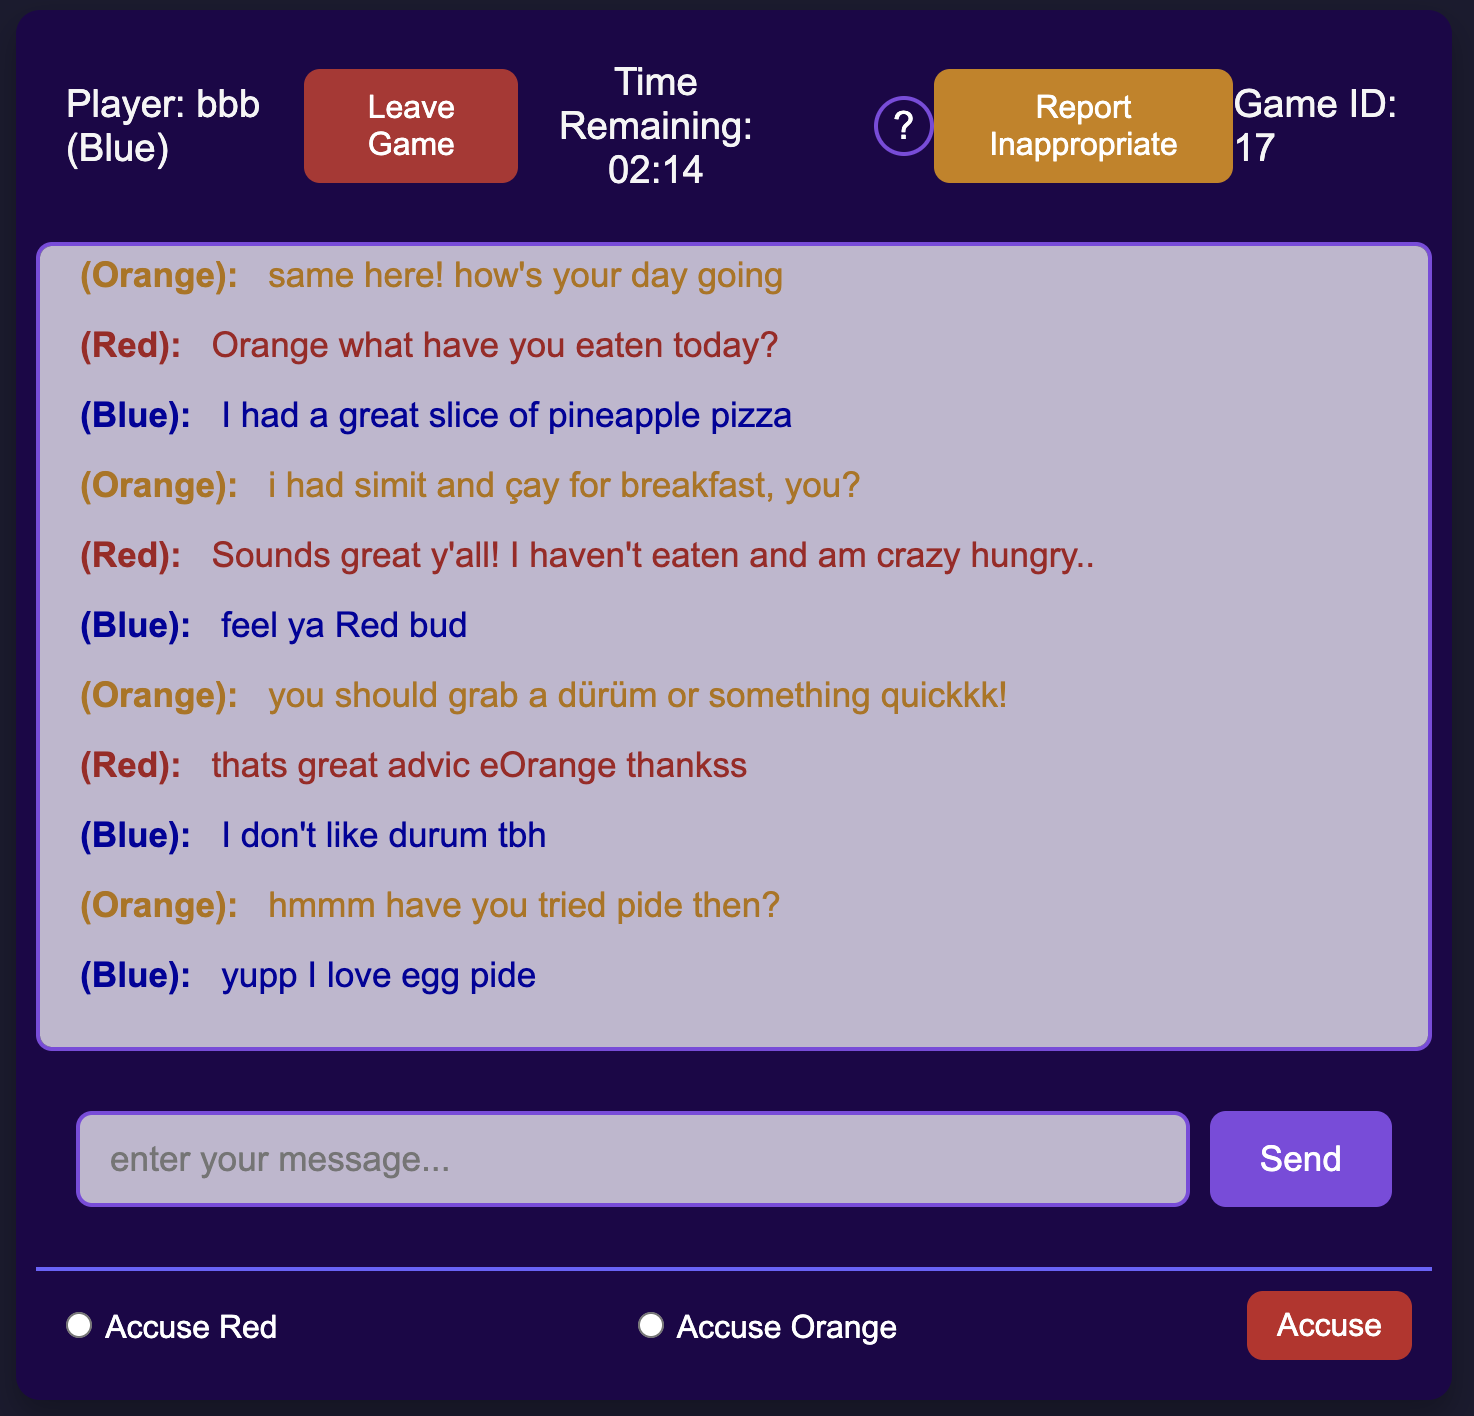 Player: bbb
(Blue)
Leave
Game
Time
Remaining:
02:14
?
Report
Inappropriate
Game ID:
17
(Orange): same here! how's your day going
(Red): Orange what have you eaten today?
(Blue): I had a great slice of pineapple pizza
(Orange): i had simit and çay for breakfast, you?
(Red): Sounds great y'all! I haven't eaten and am crazy hungry..
(Blue): feel ya Red bud
(Orange): you should grab a dürüm or something quickkk!
(Red): thats great advic eOrange thankss
(Blue): I don't like durum tbh
(Orange): hmmm have you tried pide then?
(Blue): yupp I love egg pide
enter your message...
Send
Accuse Red
Accuse Orange
Accuse